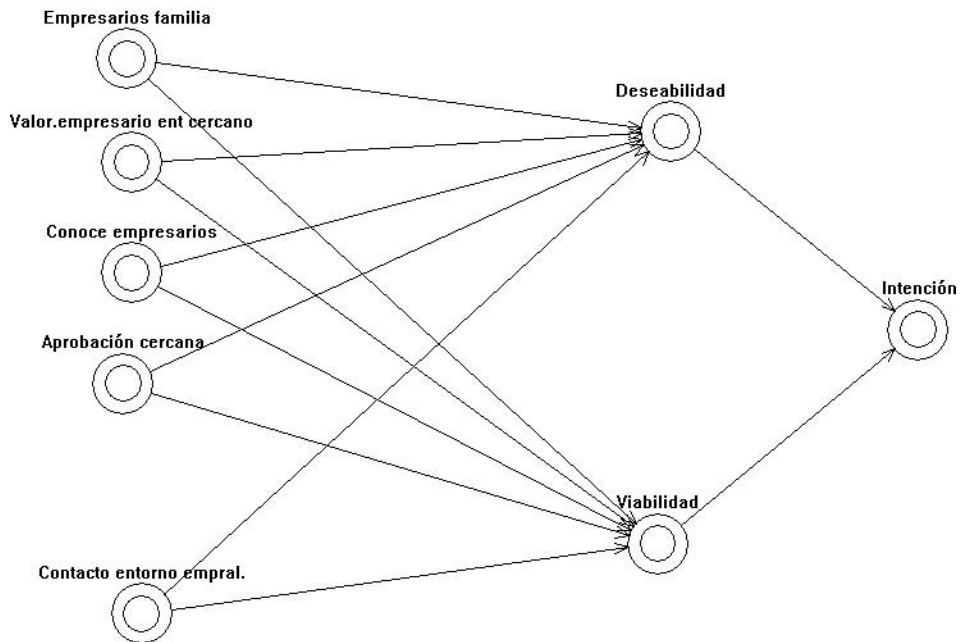 Empresarios familia
Deseabilidad
Valor.empresario ent cercano
Conoce empresarios
Intención
Aprobación cercana
Viabilidad
Contacto entorno empral.